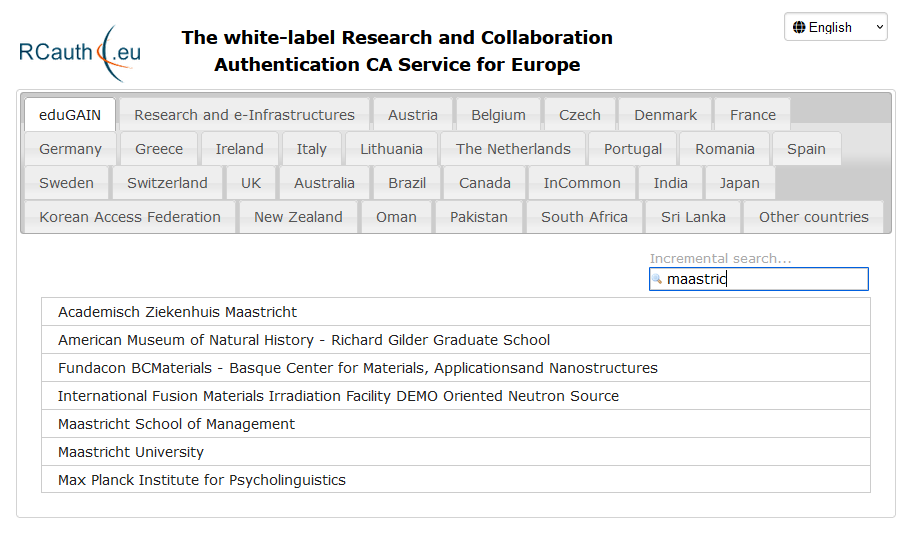 RCauth .eu
The white-label Research and Collaboration
Authentication CA Service for Europe
English
eduGAIN Research and e-Infrastructures Austria Belgium Czech Denmark France
Germany Greece Ireland Italy Lithuania The Netherlands Portugal Romania Spain
Sweden Switzerland UK Australia Brazil Canada InCommon India Japan
Korean Access Federation New Zealand Oman Pakistan South Africa Sri Lanka Other countries
Incremental search...
maastric
Academisch Ziekenhuis Maastricht
American Museum of Natural History - Richard Gilder Graduate School
Fundacon BCMaterials - Basque Center for Materials, Applicationsand Nanostructures
International Fusion Materials Irradiation Facility DEMO Oriented Neutron Source
Maastricht School of Management
Maastricht University
Max Planck Institute for Psycholinguistics